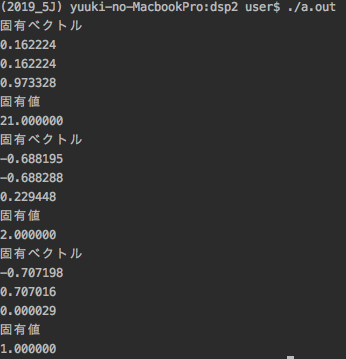 (2019_5J) yuuki-no-MacbookPro:dsp2 user$ ./a.out
固有ベクトル
0.162224
0.162224
0.973328
固有値
21.000000
固有ベクトル
-0.688195
-0.688288
0.229448
固有値
2.000000
固有ベクトル
-0.707198
0.707016
0.000029
固有値
1.000000